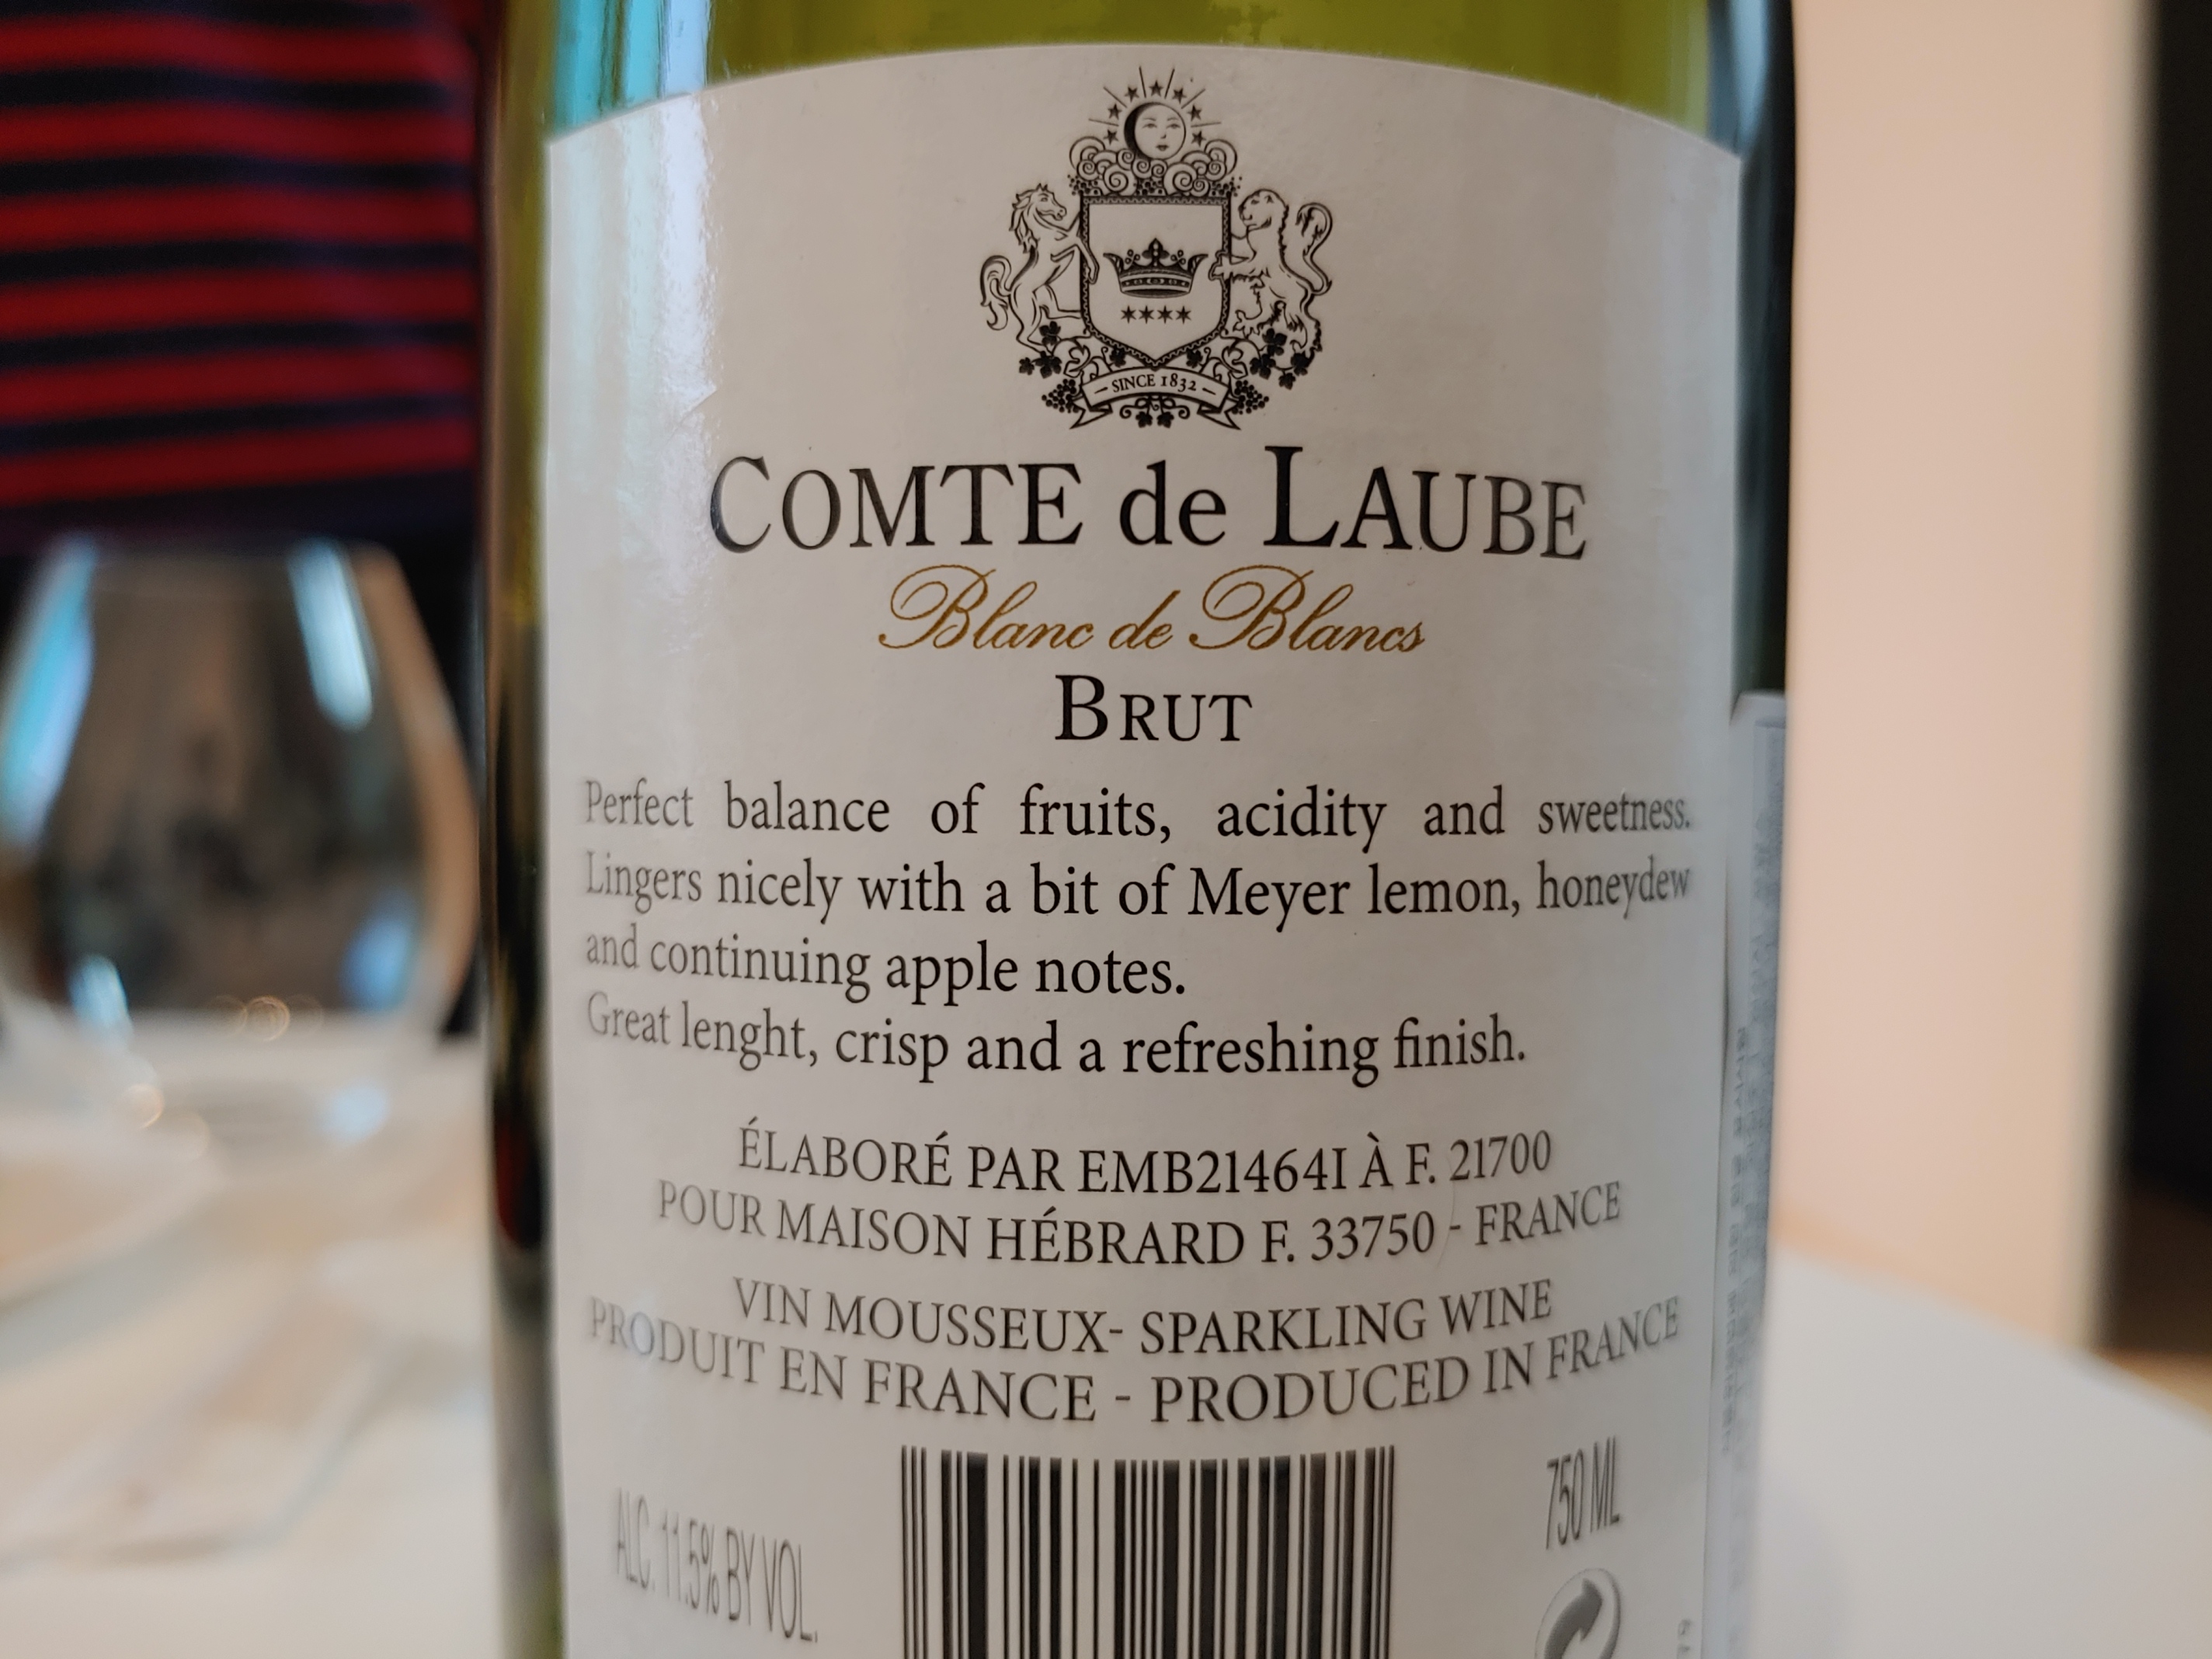 SINCE 1832
COMTE de LAUBE
Blanc de Blancs
BRUT
Perfect balance of fruits, acidity and sweetness.
Lingers nicely with a bit of Meyer lemon, honeydew
and continuing apple notes.
Great lenght, crisp and a refreshing finish.
ÉLABORÉ PAR EMB21464I À F. 21700
POUR MAISON HÉBRARD F. 33750 - FRANCE
VIN MOUSSEUX- SPARKLING WINE
PRODUIT EN FRANCE - PRODUCED IN FRANCE
ALC. 11.5% BY VOL.
750 ML